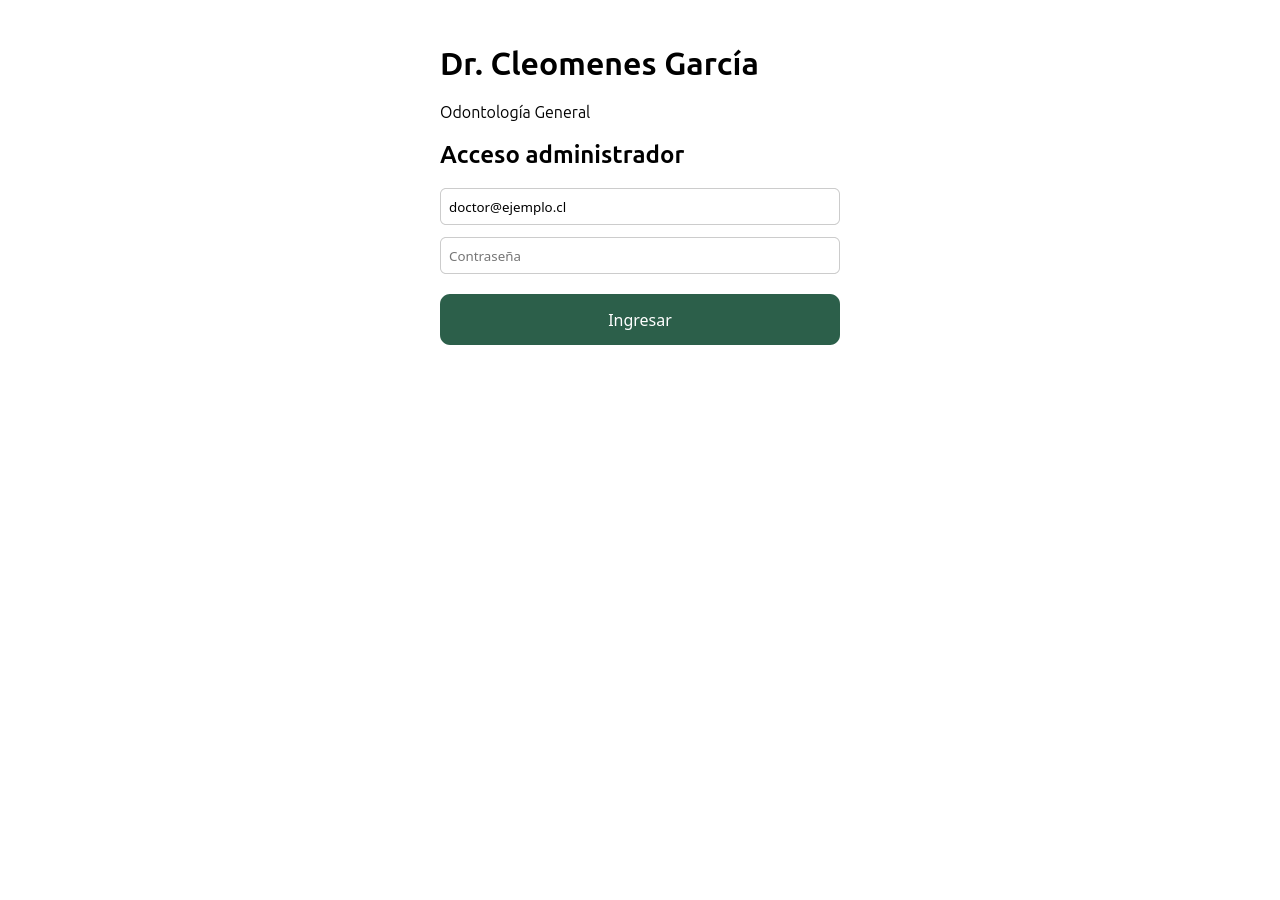 Dr. Cleomenes García
Odontología General
Acceso administrador
doctor@ejemplo.cl
Contraseña
Ingresar